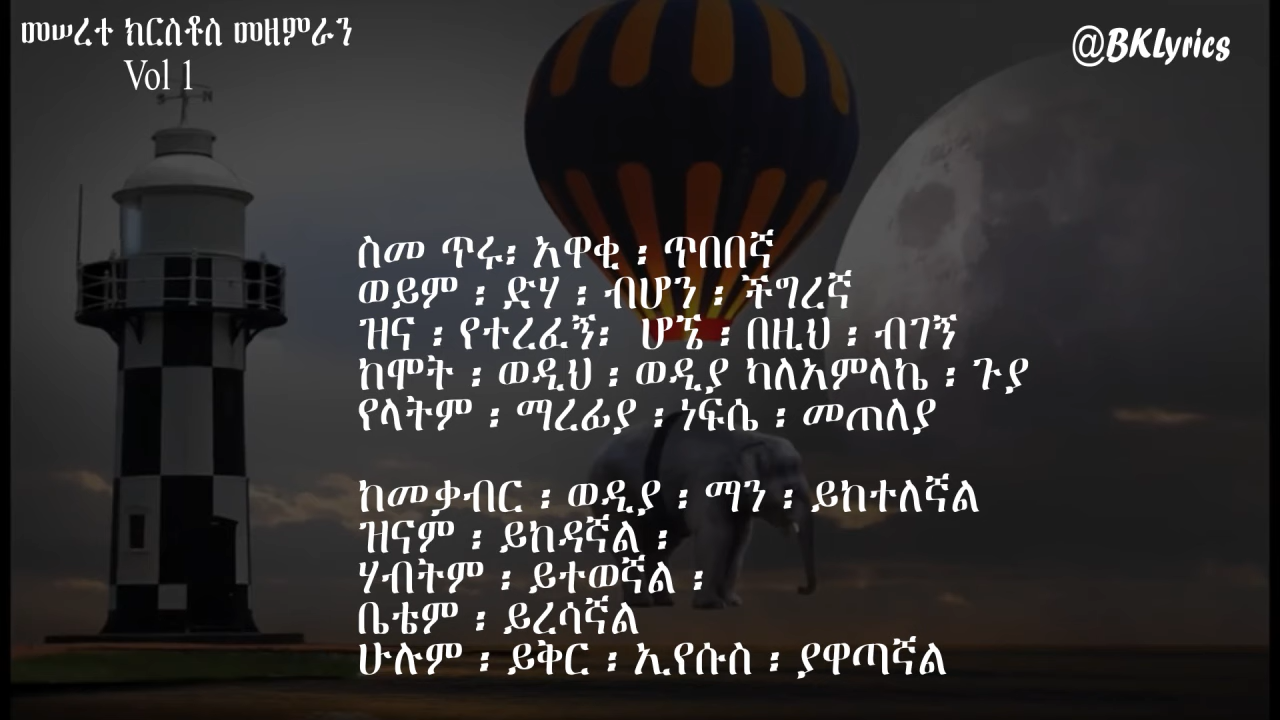 መሠረተ ክርስቶስ መዘምራን
Vol 1
@BKLyrics
ስመ ጥሩ፡ አዋቂ ፡ ጥበበኛ
ወይም ፡ ድሃ ፡ ብሆን ፡ ችግረኛ
ዝና ፡ የተረፈኝ፡ ሆኜ ፡ በዚህ ፡ ብገኝ
ከሞት ፡ ወዲህ ፡ ወዲያ ካለአምላኬ ፡ ጉያ
የላትም ፡ ማረፊያ ፡ ነፍሴ ፡ መጠለያ
ከመቃብር ፡ ወዲያ ፡ ማን ፡ ይከተለኛል
ዝናም ፡ ይከዳኛል ፡
ሃብትም ፡ ይተወኛል ፡
ቤቴም ፡ ይረሳኛል
ሁሉም ፡ ይቅር ፡ ኢየሱስ ፡ ያዋጣኛል